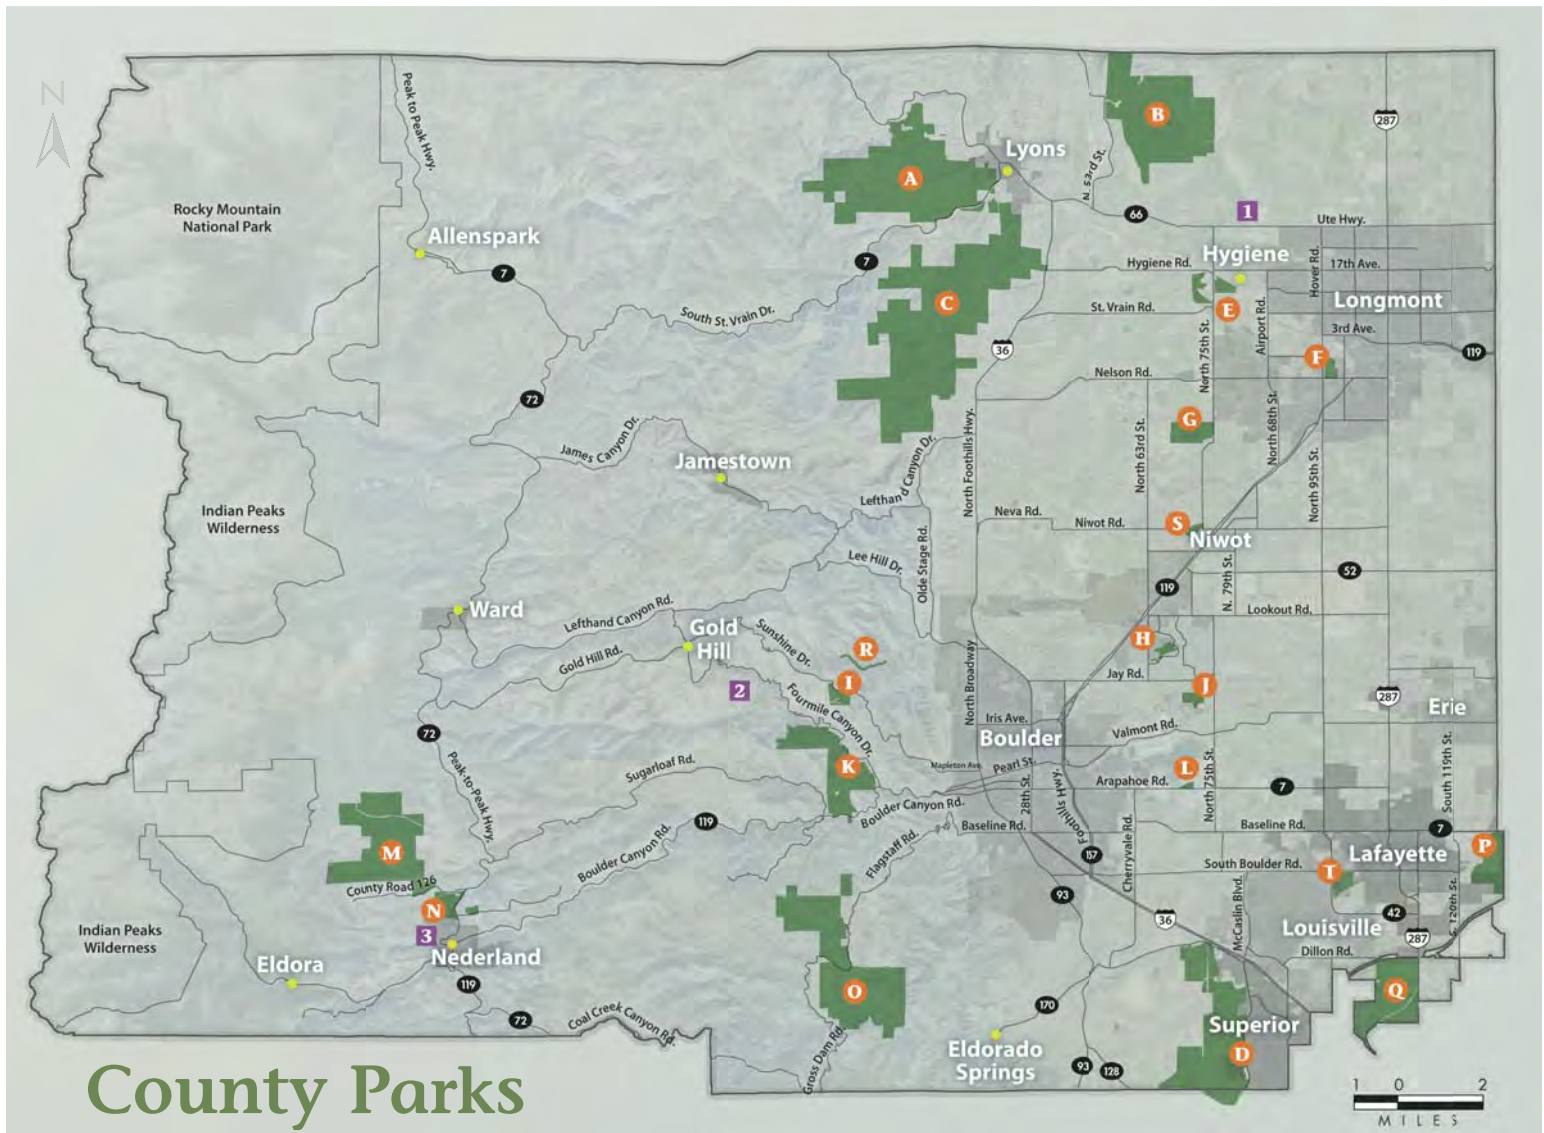 N
Peak to Peak Hwy.
B
287
Lyons
A
N. 53rd St.
Rocky Mountain
National Park
66
1
Ute Hwy.
Allenspark
7
7
Hygiene
Hygiene Rd.
Hover Rd.
17th Ave.
C
South St. Vrain Dr.
St. Vrain Rd.
E
Airport Rd.
Longmont
3rd Ave.
36
North 75th St.
F
119
Nelson Rd.
72
North Foothills Hwy.
G
North 68th St.
James Canyon Dr.
North 63rd St.
Jamestown
Lefthand Canyon Dr.
North 95th St.
Indian Peaks
Wilderness
Neva Rd.
Niwot Rd.
S
Niwot
Lee Hill Dr.
Olde Stage Rd.
52
119
N. 79th St.
Ward
Lefthand Canyon Rd.
Lookout Rd.
Gold
Hill
Sunshine Dr.
R
H
Gold Hill Rd.
I
Jay Rd.
J
2
Fourmile Canyon Dr.
North Broadway
287
Erie
Iris Ave.
72
Boulder
Valmont Rd.
Peak-to-Peak Hwy.
Sugarloaf Rd.
K
Mapleton Ave.
Pearl St.
L
Arapahoe Rd.
North 75th St.
7
South 119th St.
28th St.
Foothills Hwy.
Boulder Canyon Rd.
119
Baseline Rd.
Baseline Rd.
7
Cherryvale Rd.
Flagstaff Rd.
M
Boulder Canyon Rd.
157
South Boulder Rd.
Lafayette
P
T
County Road 126
93
McCaslin Blvd.
S. 120th St.
N
36
42
3
Louisville
287
Indian Peaks
Wilderness
Nederland
Dillon Rd.
Eldora
119
O
Q
170
72
Coal Creek Canyon Rd.
Superior
Gross Dam Rd.
Eldorado
Springs
D
93
128
County Parks
1
0
2
MILES